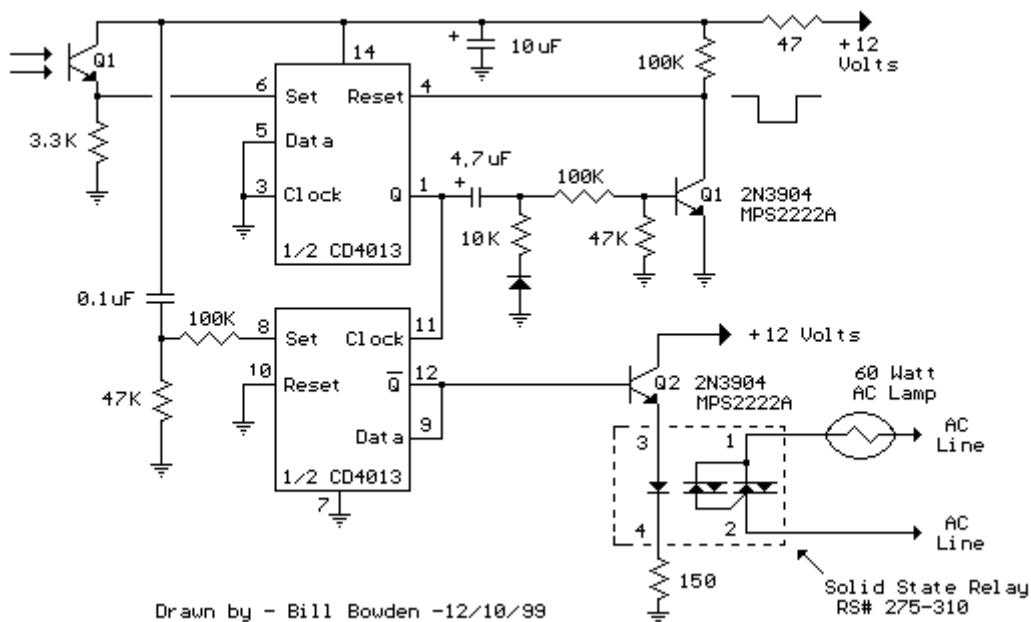 Q1
+
10uF
47
+12
Volts
14
100K
6
Set
Reset
4
3.3K
5
Data
4.7uF
3
Clock
Q
1
+
100K
Q1
2N3904
MPS2222A
1/2 CD4013
10K
47K
0.1uF
100K
8
Set
Clock
11
+12 Volts
10
Reset
Q
12
Q2
2N3904
MPS2222A
60 Watt
AC Lamp
47K
Data
9
3
1
AC
Line
1/2 CD4013
7
4
2
AC
Line
150
Solid State Relay
RS# 275-310
Drawn by - Bill Bowden -12/10/99